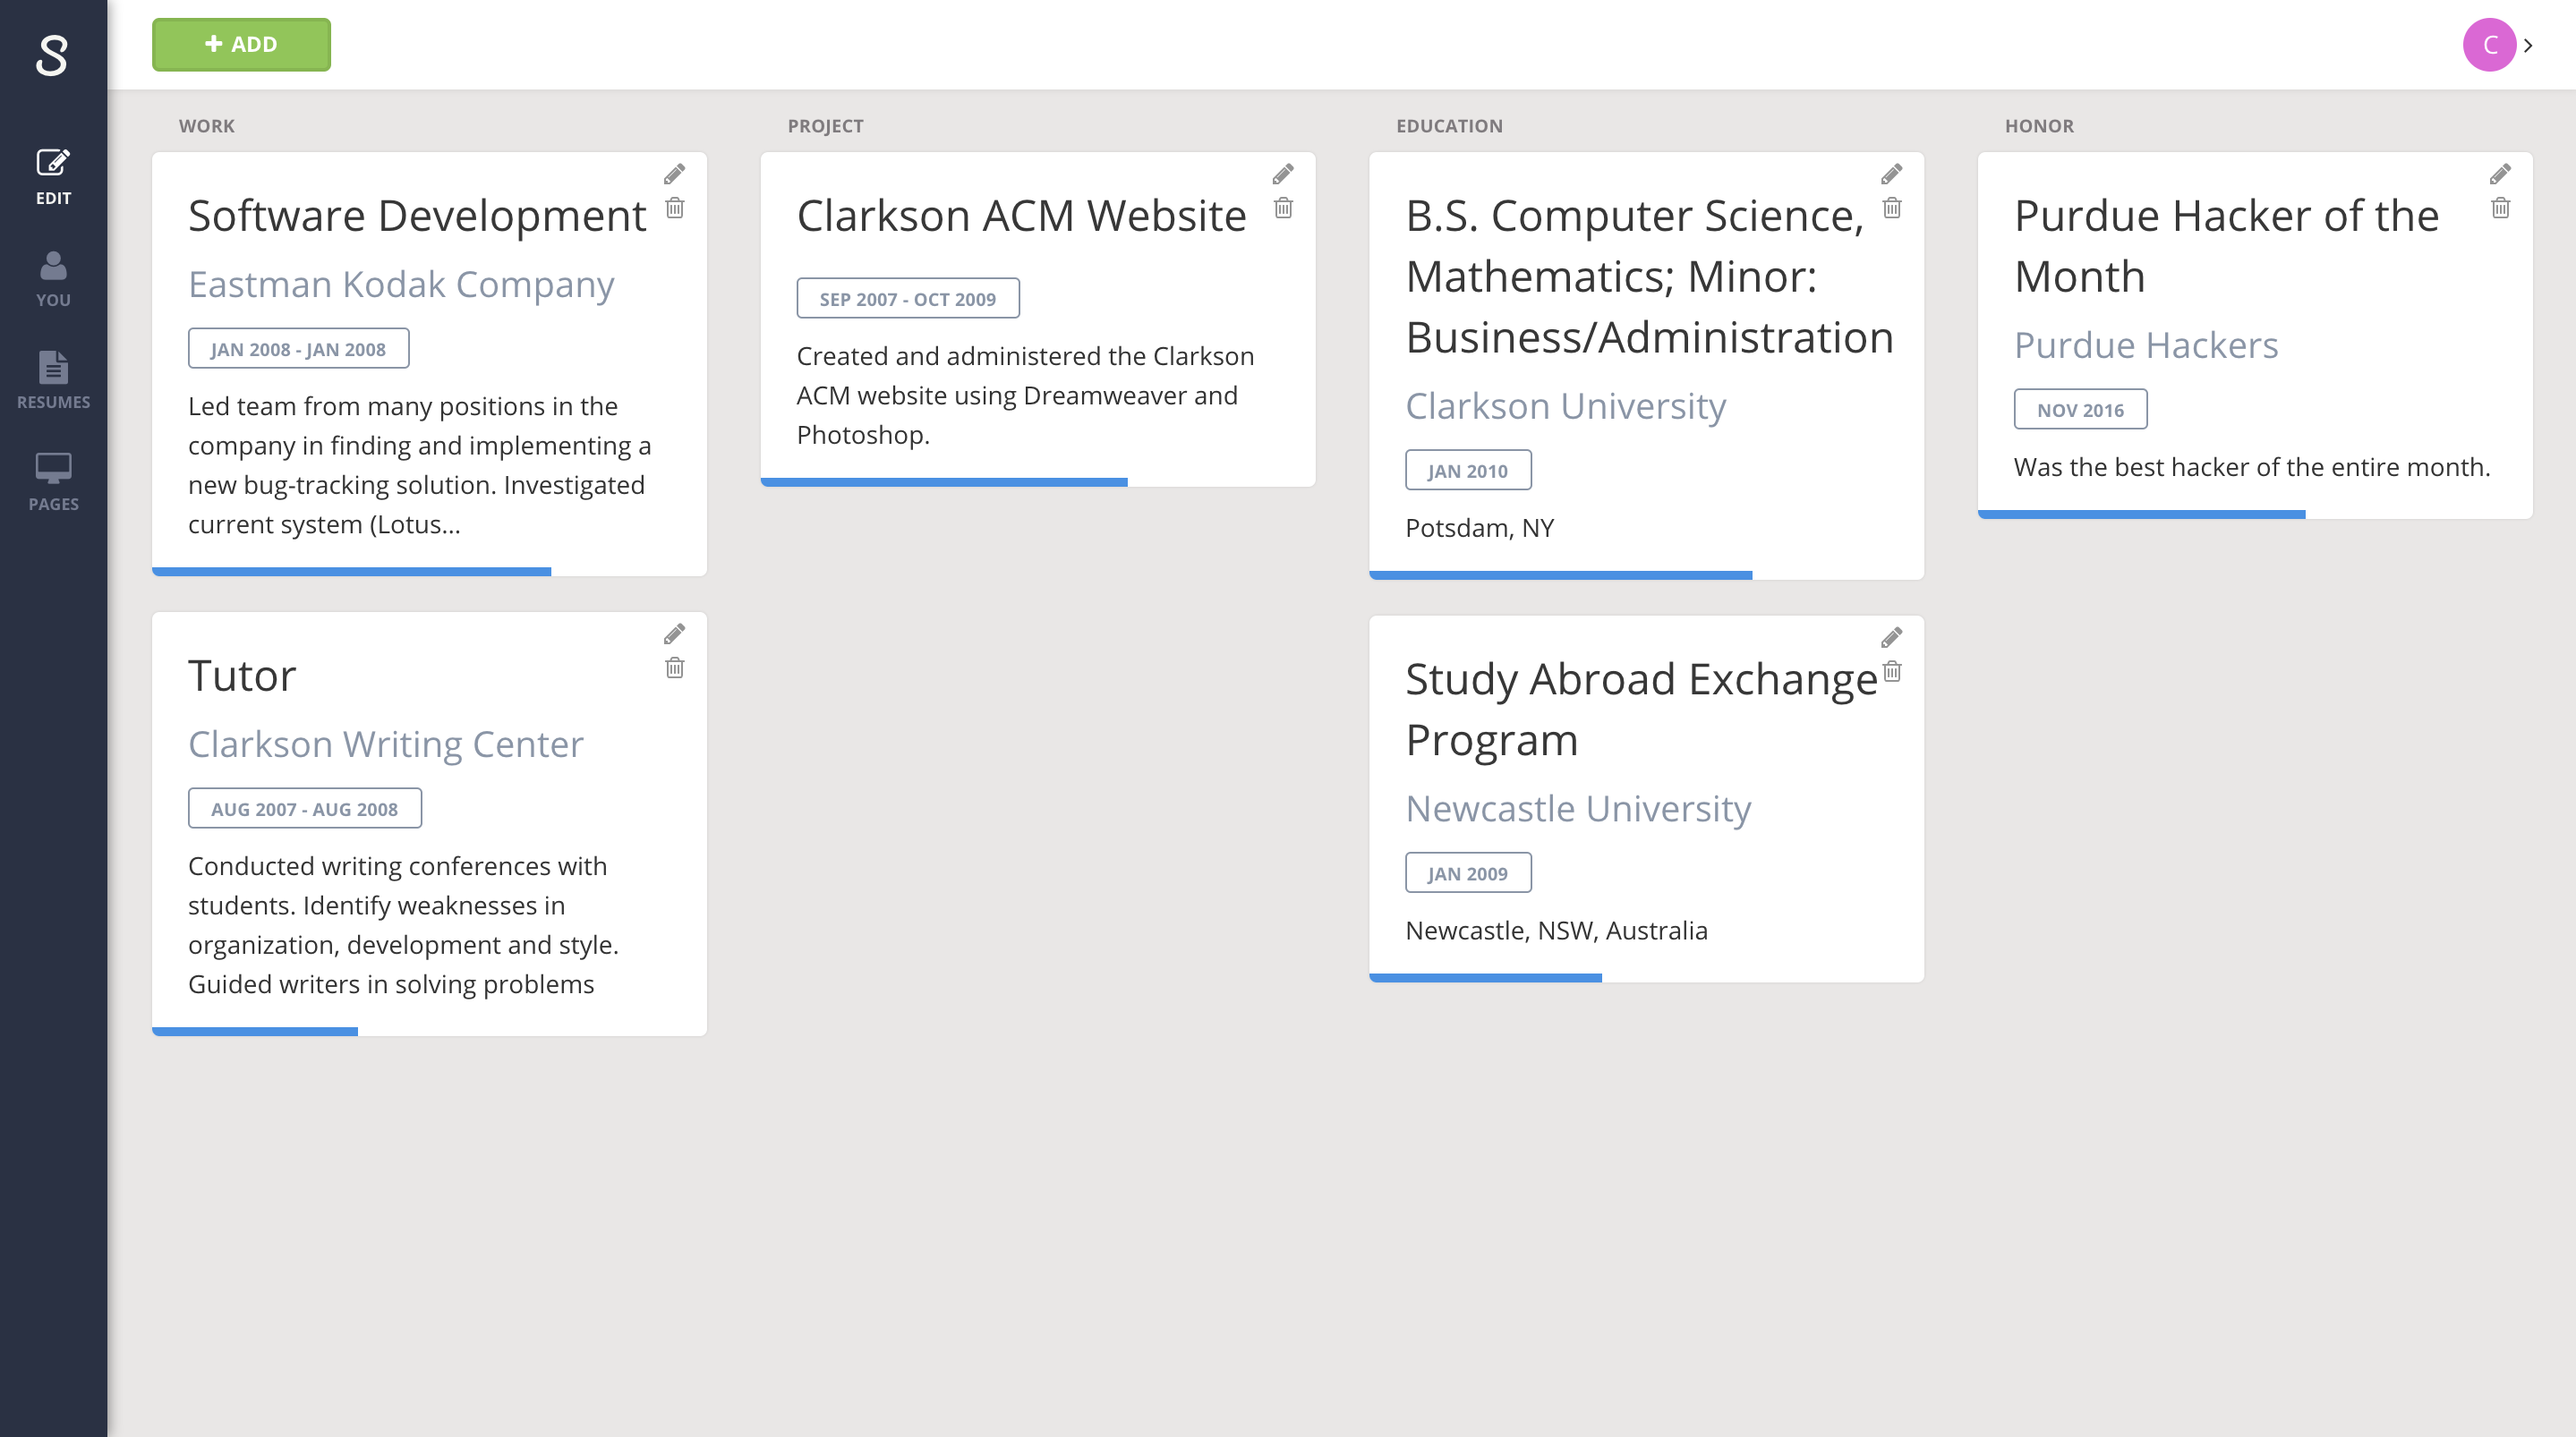 S
EDIT
YOU
RESUMES
PAGES
ADD
C
WORK
Software Development
Eastman Kodak Company
JAN 2008 - JAN 2008
Led team from many positions in the
company in finding and implementing a
new bug-tracking solution. Investigated
current system (Lotus...
Tutor
Clarkson Writing Center
AUG 2007 - AUG 2008
Conducted writing conferences with
students. Identify weaknesses in
organization, development and style.
Guided writers in solving problems
PROJECT
Clarkson ACM Website
SEP 2007 - OCT 2009
Created and administered the Clarkson
ACM website using Dreamweaver and
Photoshop.
EDUCATION
B.S. Computer Science,
Mathematics; Minor:
Business/Administration
Clarkson University
JAN 2010
Potsdam, NY
Study Abroad Exchange
Program
Newcastle University
JAN 2009
Newcastle, NSW, Australia
HONOR
Purdue Hacker of the
Month
Purdue Hackers
NOV 2016
Was the best hacker of the entire month.